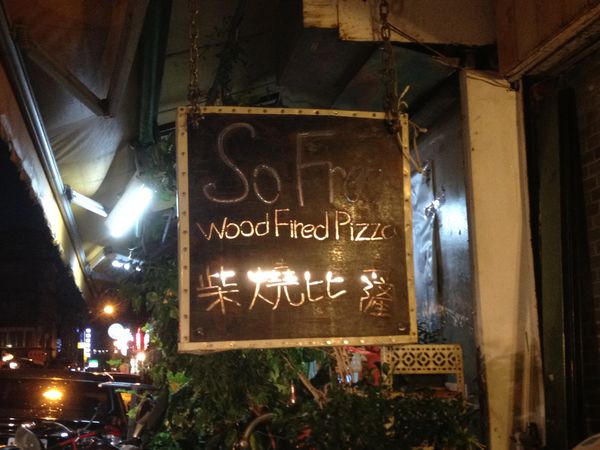 So Free
Wood Fired Pizza
柴燒比薩